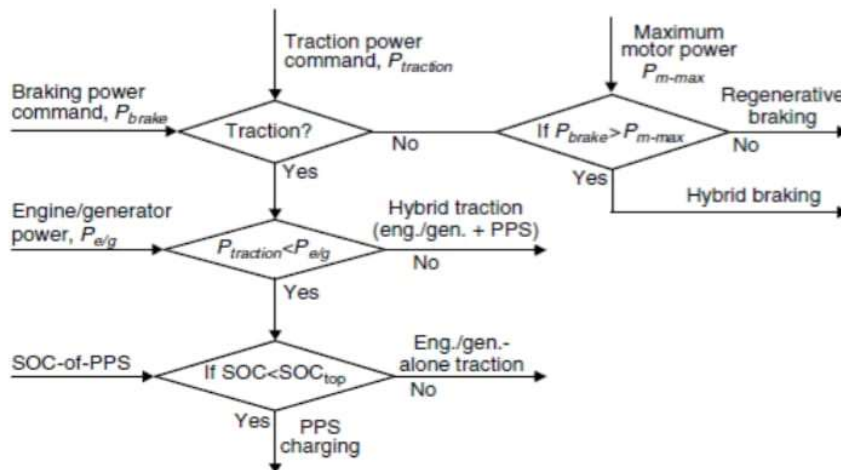 Traction power
command, P_traction
Maximum
motor power
P_m-max
Braking power
command, P_brake
Traction?
No
If P_brake>P_m-max
Regenerative
braking
No
Yes
Yes
Hybrid braking
Engine/generator
power, P_e/g
P_traction<P_e/g
Hybrid traction
(eng./gen. + PPS)
No
Yes
SOC-of-PPS
If SOC<SOC_top
Eng./gen.-
alone traction
No
Yes
PPS
charging